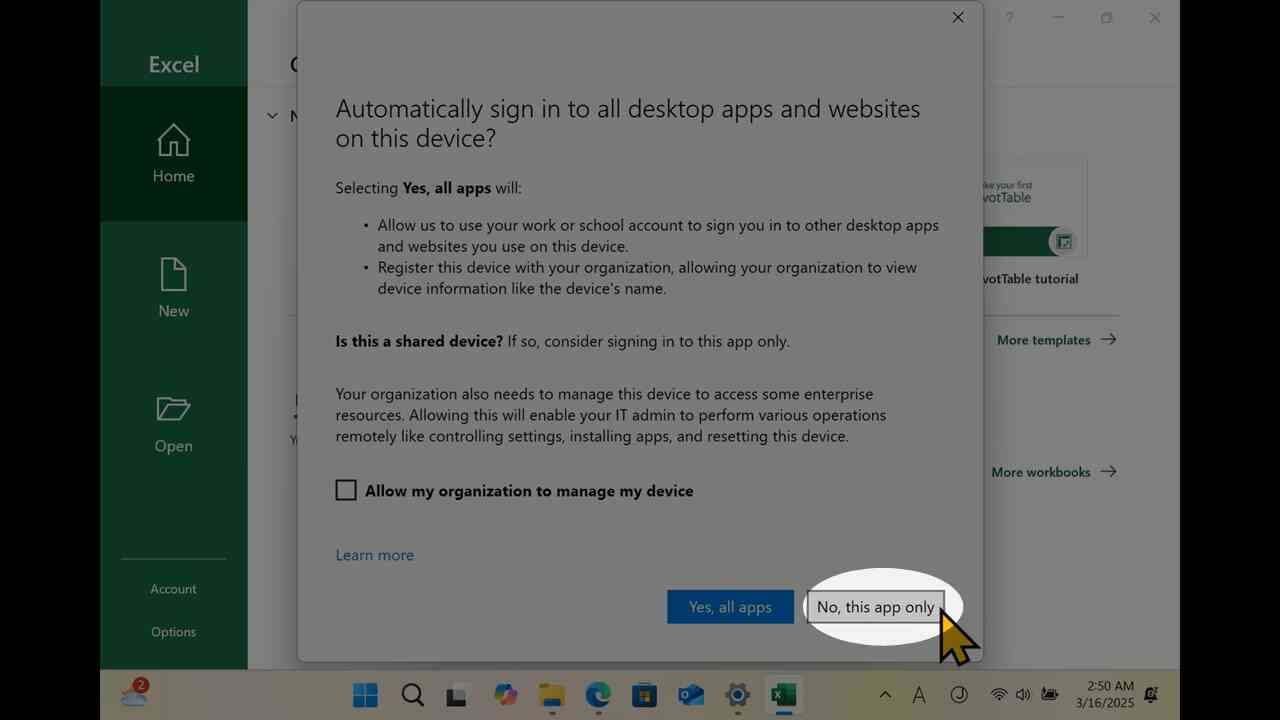 Excel
Home
New
Open
Account
Options
Automatically sign in to all desktop apps and websites
on this device?
Selecting Yes, all apps will:
• Allow us to use your work or school account to sign you in to other desktop apps
and websites you use on this device.
• Register this device with your organization, allowing your organization to view
device information like the device's name.
Is this a shared device? If so, consider signing in to this app only.
Your organization also needs to manage this device to access some enterprise
resources. Allowing this will enable your IT admin to perform various operations
remotely like controlling settings, installing apps, and resetting this device.
Allow my organization to manage my device
Learn more
Yes, all apps
No, this app only
?
ke your first
votTable
votTable tutorial
More templates
More workbooks
2
2:50 AM
3/16/2025